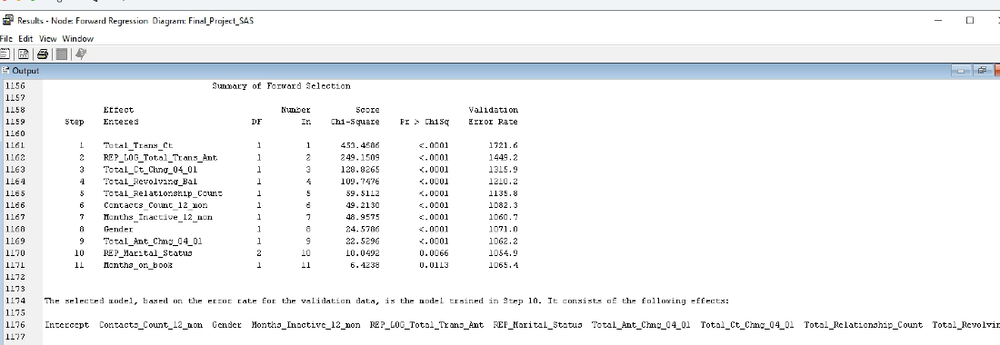 Results - Node: Forward Regression Diagram: Final_Project_SAS
File Edit View Window
Output
1156 Summary of Forward Selection
1157
1158 Effect Number Score Validation
1159 Step Entered DF In Chi-Square Pr > ChiSq Error Rate
1160
1161 1 Total_Trans_Ct 1 1 453.4686 <.0001 1721.6
1162 2 REP_LOG_Total_Trans_Amt 1 2 249.1509 <.0001 1449.2
1163 3 Total_Ct_Chng_Q4_Q1 1 3 128.8265 <.0001 1315.9
1164 4 Total_Revolving_Bal 1 4 109.7476 <.0001 1210.2
1165 5 Total_Relationship_Count 1 5 59.5112 <.0001 1135.8
1166 6 Contacts_Count_12_mon 1 6 49.2130 <.0001 1082.3
1167 7 Months_Inactive_12_mon 1 7 48.9575 <.0001 1060.7
1168 8 Gender 1 8 24.5786 <.0001 1071.0
1169 9 Total_Amt_Chng_Q4_Q1 1 9 22.5296 <.0001 1062.2
1170 10 REP_Marital_Status 2 10 10.0492 0.0066 1054.9
1171 11 Months_on_book 1 11 6.4238 0.0113 1065.4
1172
1173
1174 The selected model, based on the error rate for the validation data, is the model trained in Step 10. It consists of the following effects:
1175
1176 Intercept Contacts_Count_12_mon Gender Months_Inactive_12_mon REP_LOG_Total_Trans_Amt REP_Marital_Status Total_Amt_Chng_Q4_Q1 Total_Ct_Chng_Q4_Q1 Total_Relationship_Count Total_Revolvin
1177